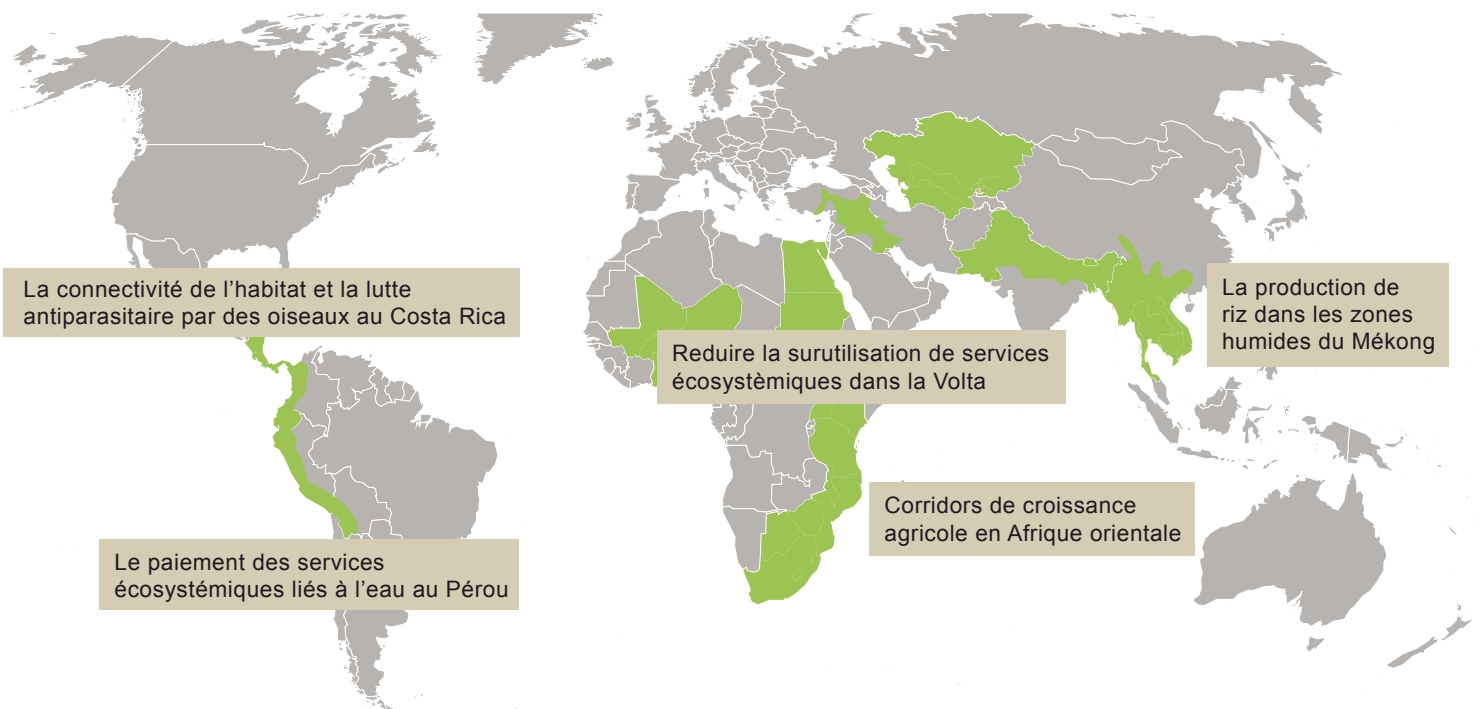 La connectivité de l’habitat et la lutte
antiparasitaire par des oiseaux au Costa Rica
Le paiement des services
écosystémiques liés à l’eau au Pérou
Reduire la surutilisation de services
écosystèmiques dans la Volta
Corridors de croissance
agricole en Afrique orientale
La production de
riz dans les zones
humides du Mékong